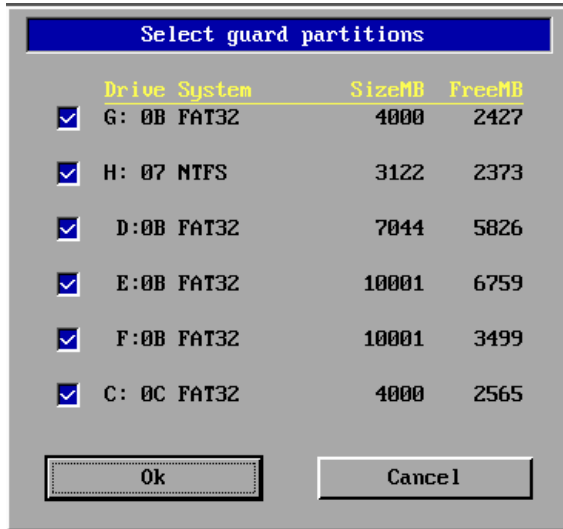 Select guard partitions
Drive System SizeMB FreeMB
G: 0B FAT32 4000 2427
H: 07 NTFS 3122 2373
D:0B FAT32 7044 5826
E:0B FAT32 10001 6759
F:0B FAT32 10001 3499
C: 0C FAT32 4000 2565
Ok Cancel